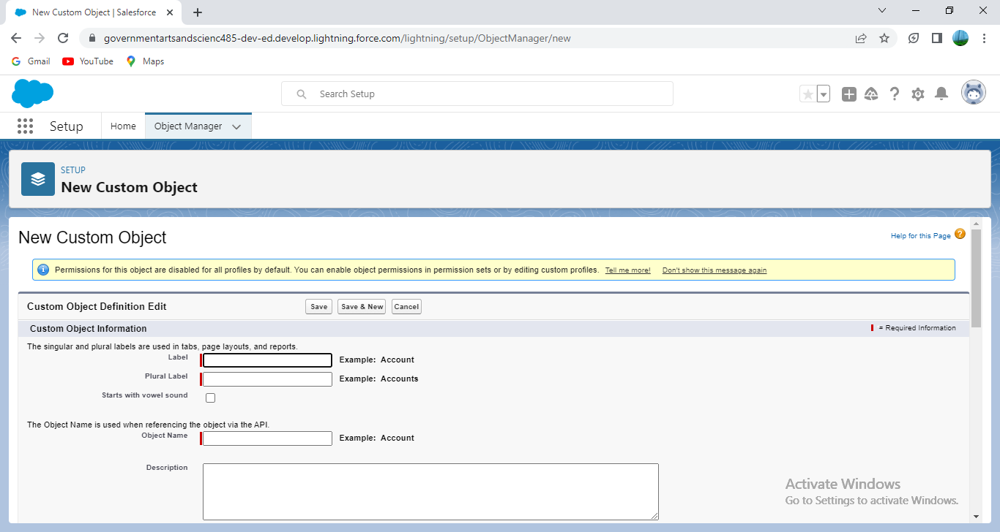 New Custom Object | Salesforce
governmentartsandscienc485-dev-ed.develop.lightning.force.com/lightning/setup/ObjectManager/new
Gmail YouTube Maps
Search Setup
Setup Home Object Manager
SETUP
New Custom Object
New Custom Object
Help for this Page ?
i Permissions for this object are disabled for all profiles by default. You can enable object permissions in permission sets or by editing custom profiles. Tell me more! Don't show this message again
Custom Object Definition Edit Save Save & New Cancel
Custom Object Information = Required Information
The singular and plural labels are used in tabs, page layouts, and reports.
Label Example: Account
Plural Label Example: Accounts
Starts with vowel sound
The Object Name is used when referencing the object via the API.
Object Name Example: Account
Description
Activate Windows
Go to Settings to activate Windows.